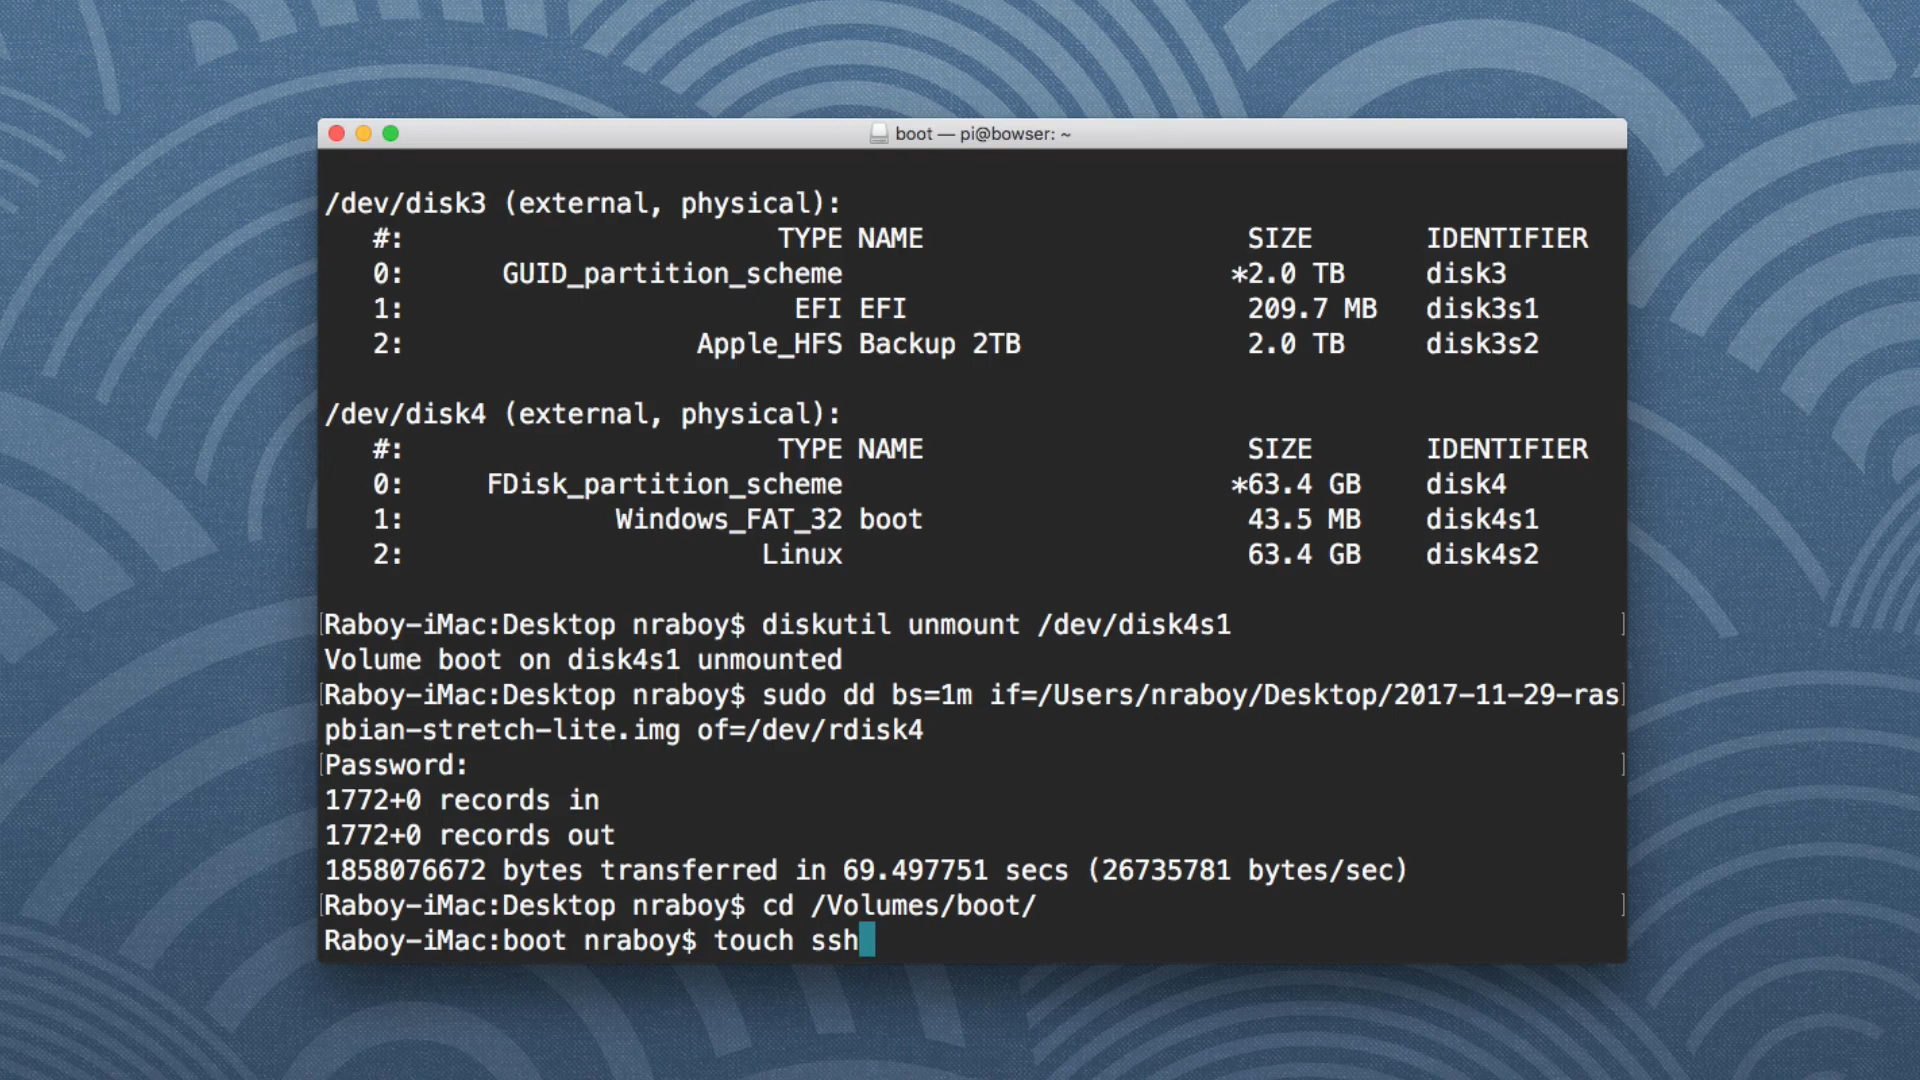 boot — pi@bowser: ~
/dev/disk3 (external, physical):
#: TYPE NAME SIZE IDENTIFIER
0: GUID_partition_scheme *2.0 TB disk3
1: EFI EFI 209.7 MB disk3s1
2: Apple_HFS Backup 2TB 2.0 TB disk3s2
/dev/disk4 (external, physical):
#: TYPE NAME SIZE IDENTIFIER
0: FDisk_partition_scheme *63.4 GB disk4
1: Windows_FAT_32 boot 43.5 MB disk4s1
2: Linux 63.4 GB disk4s2
[Raboy-iMac:Desktop nraboy$ diskutil unmount /dev/disk4s1 ]
Volume boot on disk4s1 unmounted
[Raboy-iMac:Desktop nraboy$ sudo dd bs=1m if=/Users/nraboy/Desktop/2017-11-29-ras]
pbian-stretch-lite.img of=/dev/rdisk4
[Password: ]
1772+0 records in
1772+0 records out
1858076672 bytes transferred in 69.497751 secs (26735781 bytes/sec)
[Raboy-iMac:Desktop nraboy$ cd /Volumes/boot/ ]
Raboy-iMac:boot nraboy$ touch ssh